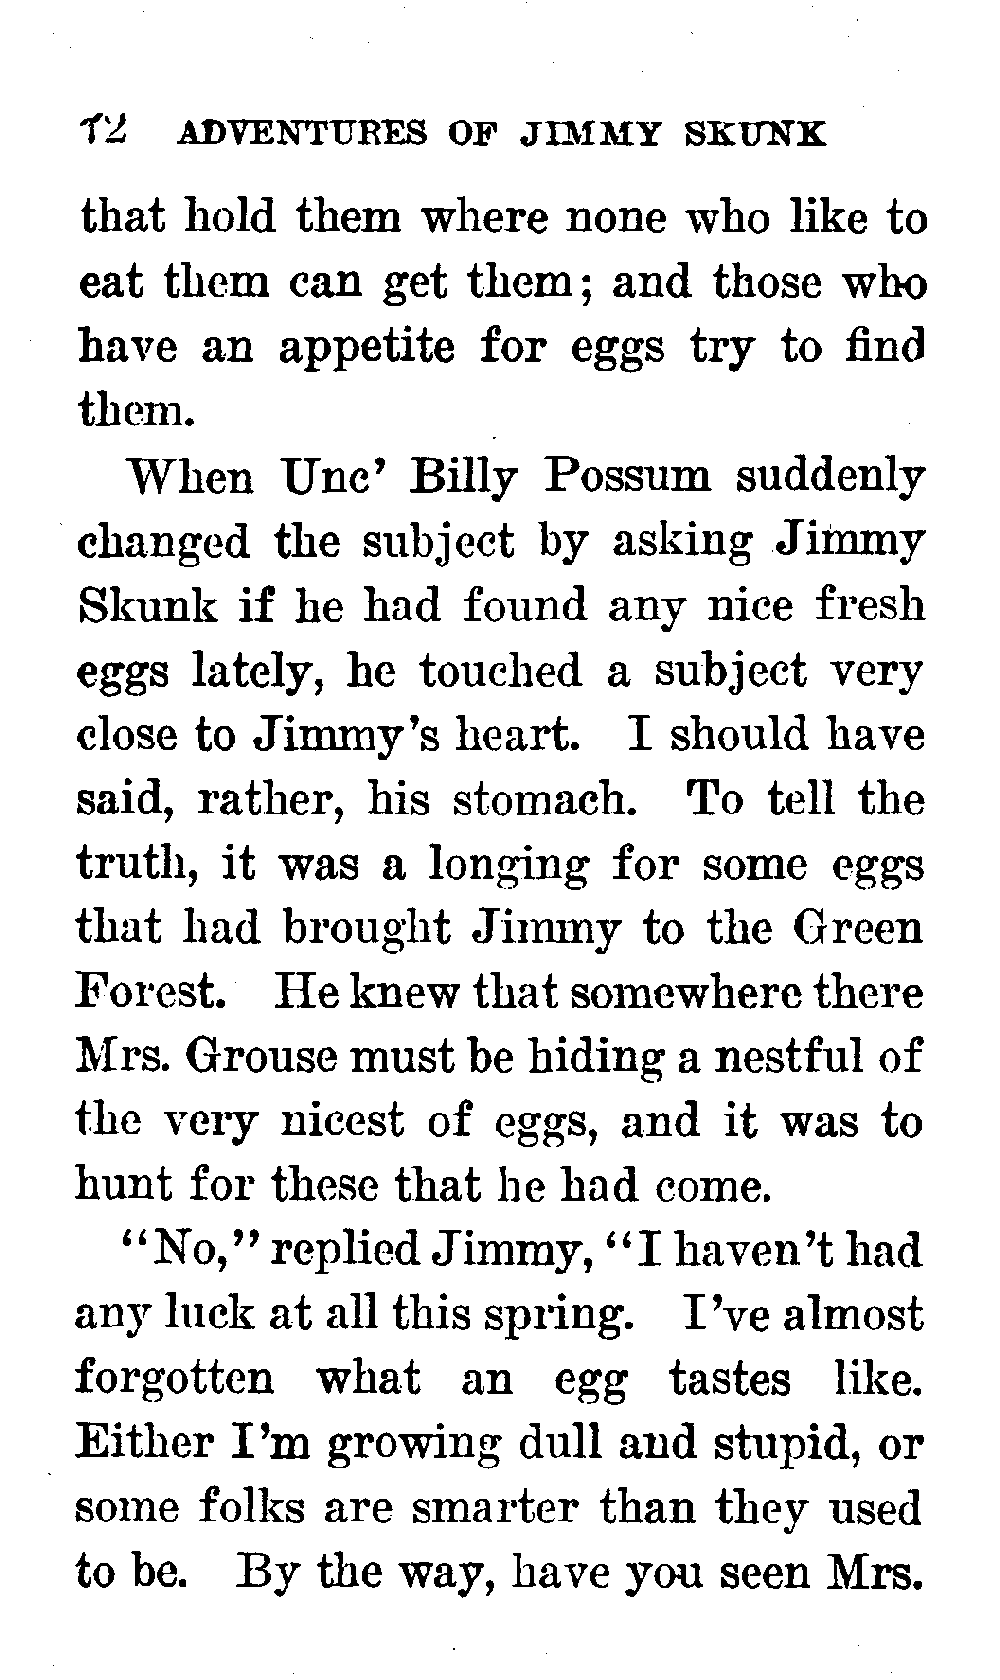 12 ADVENTURES OF JIMMY SKUNK
that hold them where none who like to
eat them can get them; and those who
have an appetite for eggs try to find
them.
When Unc' Billy Possum suddenly
changed the subject by asking Jimmy
Skunk if he had found any nice fresh
eggs lately, he touched a subject very
close to Jimmy's heart. I should have
said, rather, his stomach. To tell the
truth, it was a longing for some eggs
that had brought Jimmy to the Green
Forest. He knew that somewhere there
Mrs. Grouse must be hiding a nestful of
the very nicest of eggs, and it was to
hunt for these that he had come.
"No," replied Jimmy, "I haven't had
any luck at all this spring. I've almost
forgotten what an egg tastes like.
Either I'm growing dull and stupid, or
some folks are smarter than they used
to be. By the way, have you seen Mrs.